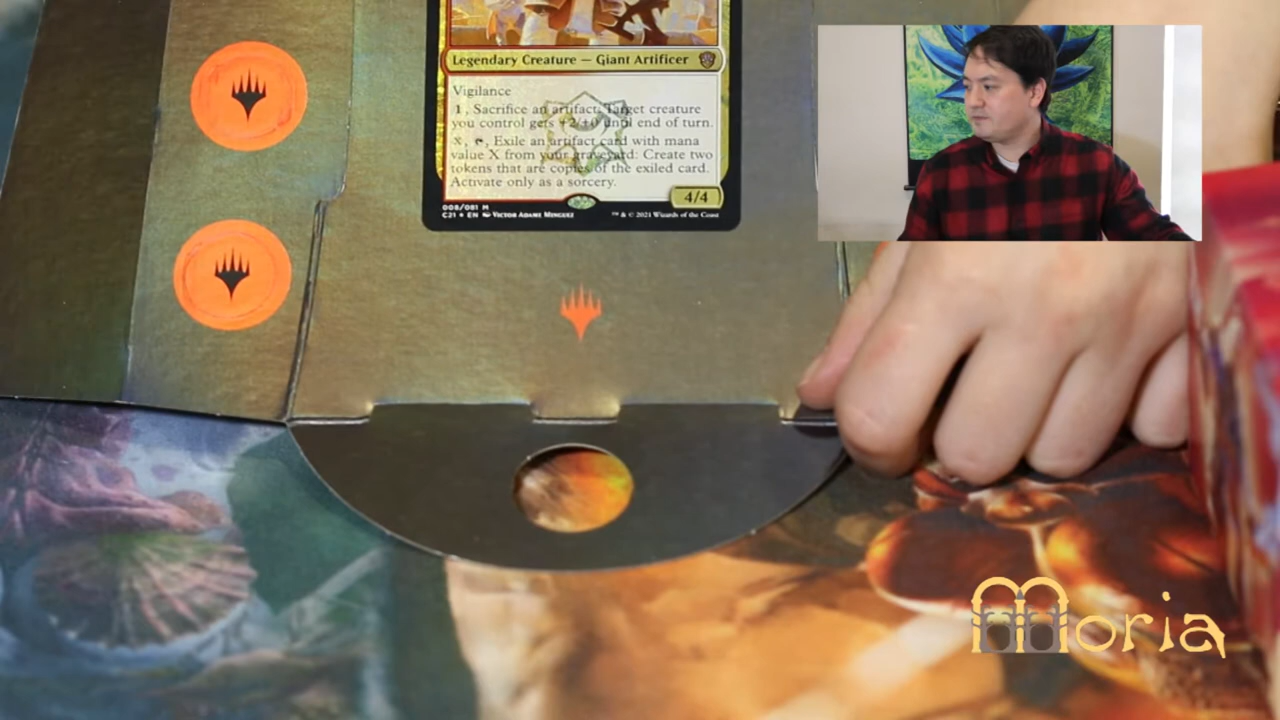 Legendary Creature — Giant Artificer
Vigilance
1, Sacrifice an artifact: Target creature
you control gets +2/+0 until end of turn.
X, , Exile an artifact card with mana
value X from your graveyard: Create two
tokens that are copies of the exiled card.
Activate only as a sorcery.
4/4
008/081 M
C21 ★ EN Victor Adame Minguez
™ & © 2021 Wizards of the Coast
Moria